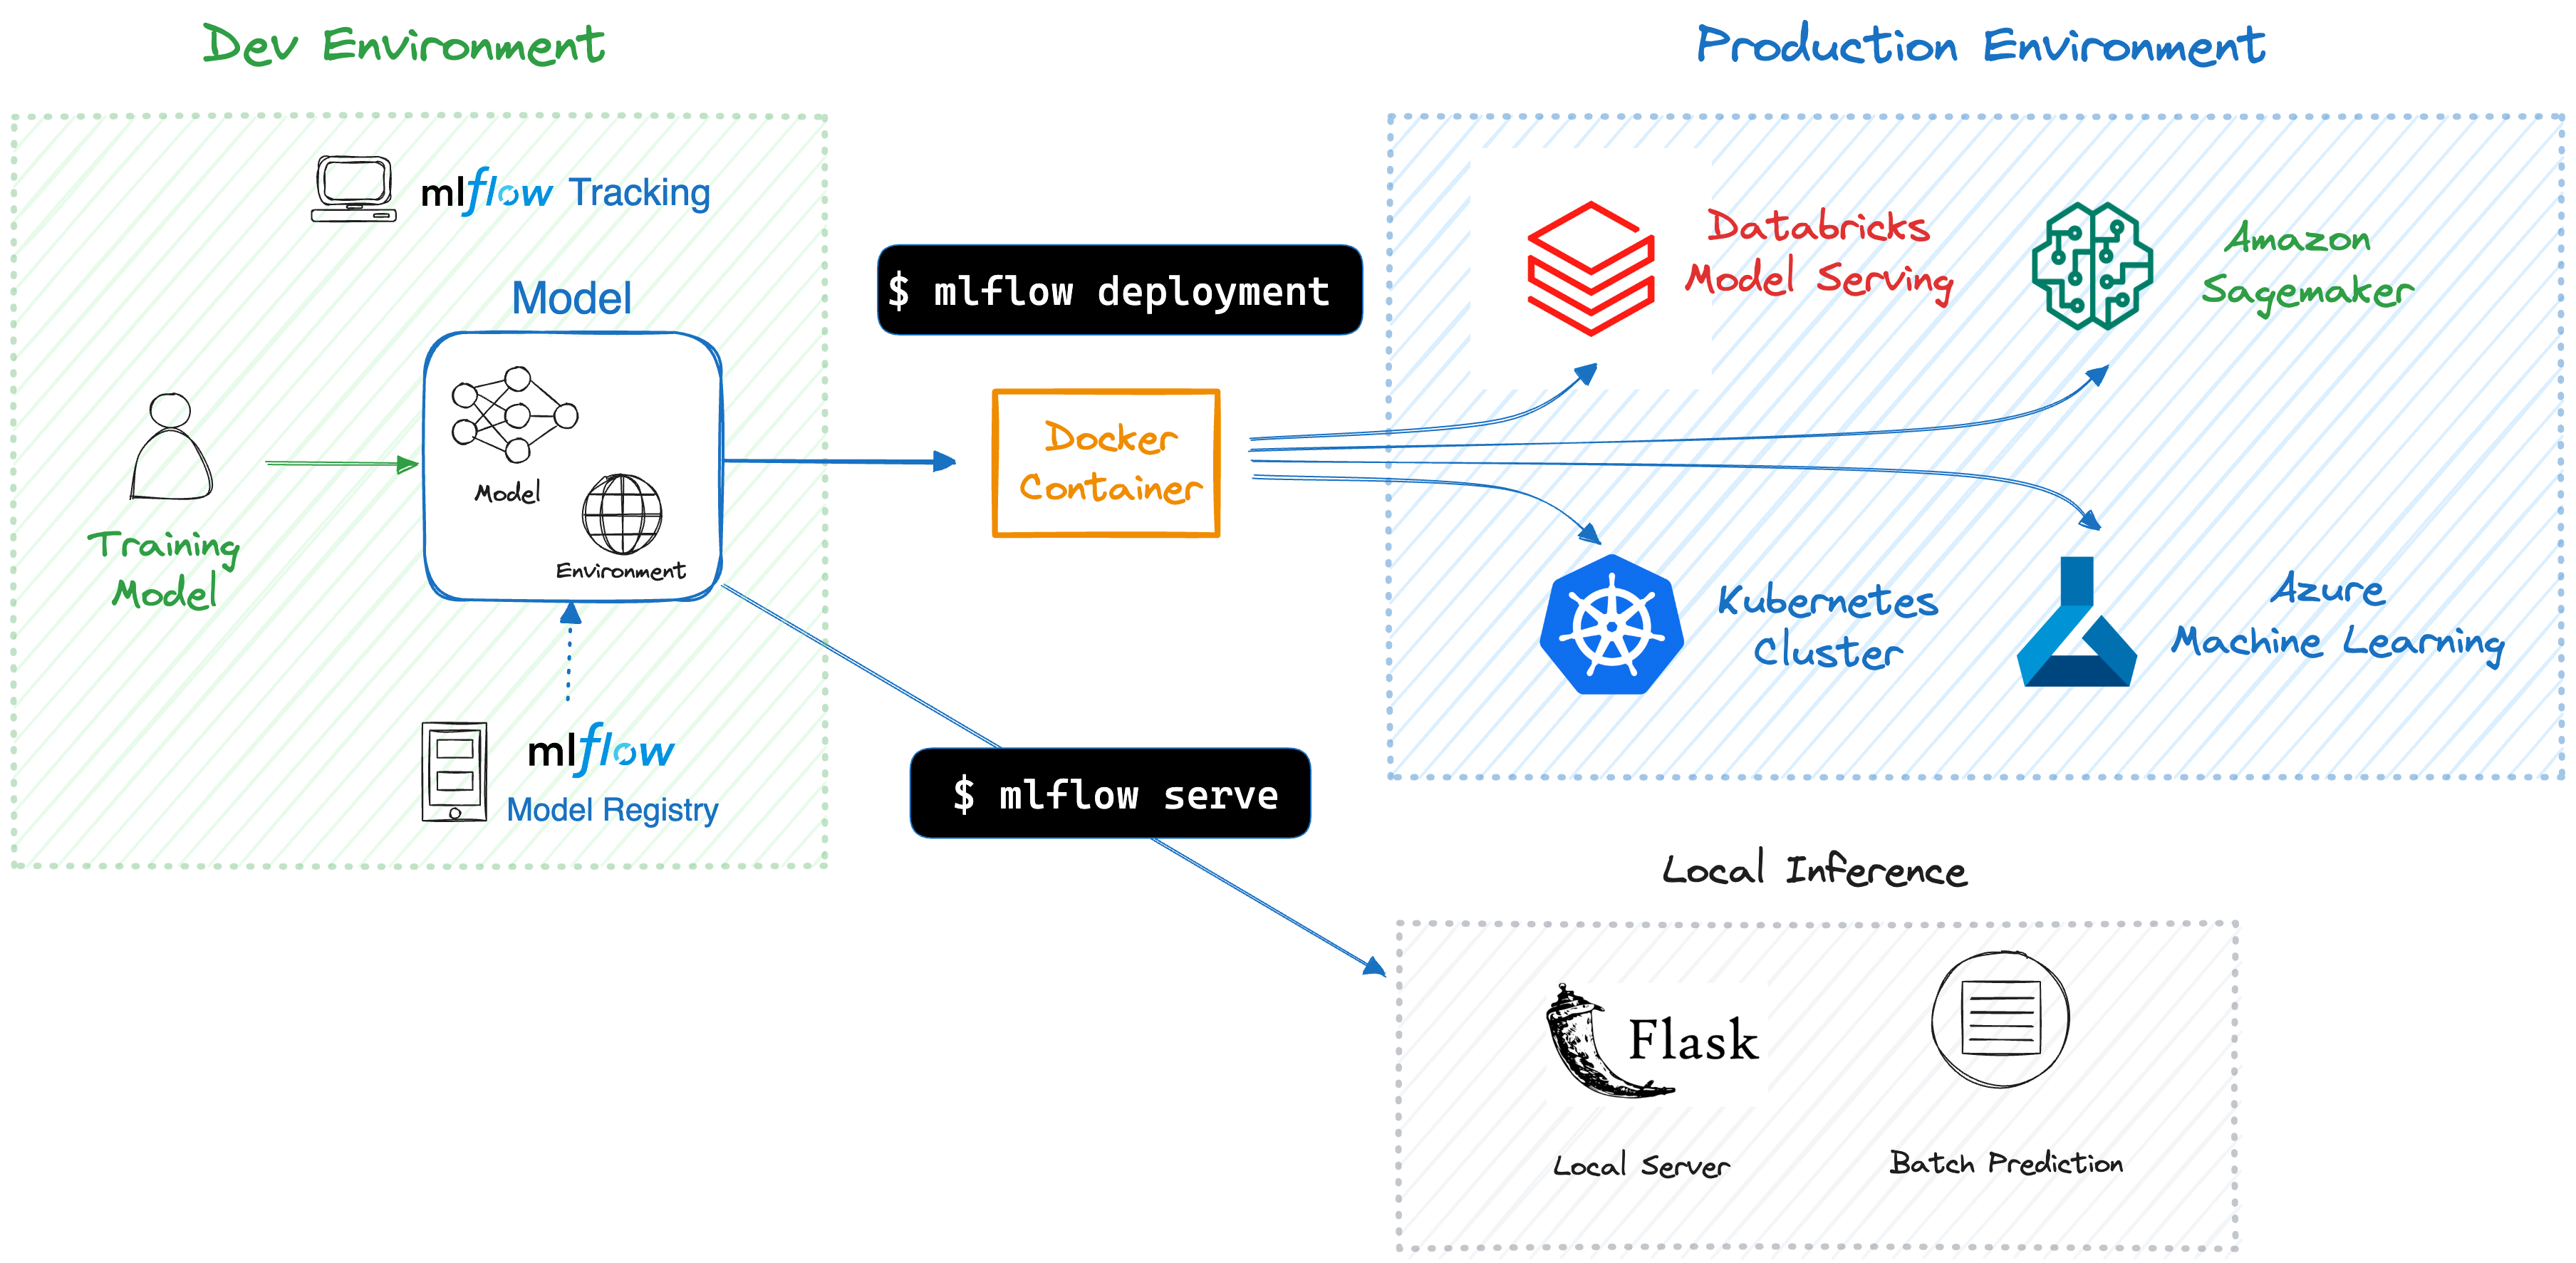 Dev Environment
Production Environment
mlflow Tracking
Model
Model
Environment
Training
Model
mlflow
Model Registry
$ mlflow deployment
Docker
Container
$ mlflow serve
Databricks
Model Serving
Amazon
Sagemaker
Kubernetes
Cluster
Azure
Machine Learning
Local Inference
Flask
Local Server
Batch Prediction